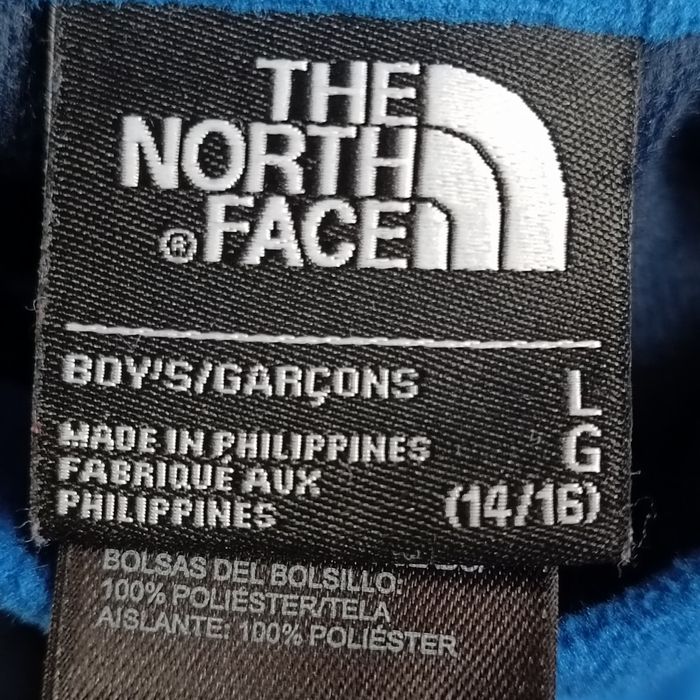 THE
NORTH
® FACE
BOY'S/GARÇONS
L
G
(14/16)
MADE IN PHILIPPINES
FABRIQUÉ AUX
PHILIPPINES
BOLSAS DEL BOLSILLO:
100% POLIÉSTER/TELA
AISLANTE: 100% POLIÉSTER